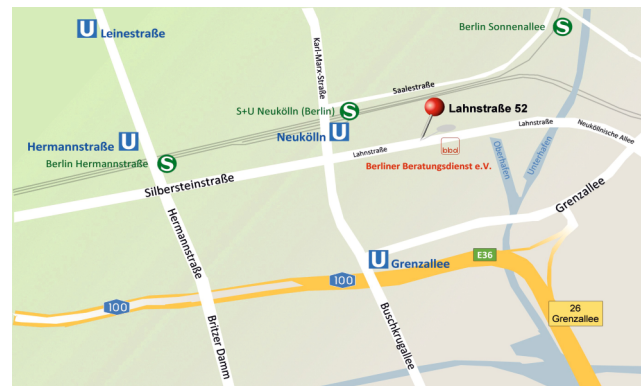 Berlin Sonnenallee
S
U Leinestraße
Karl-Marx-Straße
Saalestraße
S+U Neukölln (Berlin) S
Lahnstraße 52
Neukölln U
Hermannstraße U
Berlin Hermannstraße S
Lahnstraße
Neuköllnische Allee
Lahnstraße
bbd
Berliner Beratungsdienst e.V.
Oberhafen
Unterhafen
Silbersteinstraße
Grenzallee
Hermannstraße
U Grenzallee
E36
100
100
26
Grenzallee
Buschkrugallee
Britzer Damm